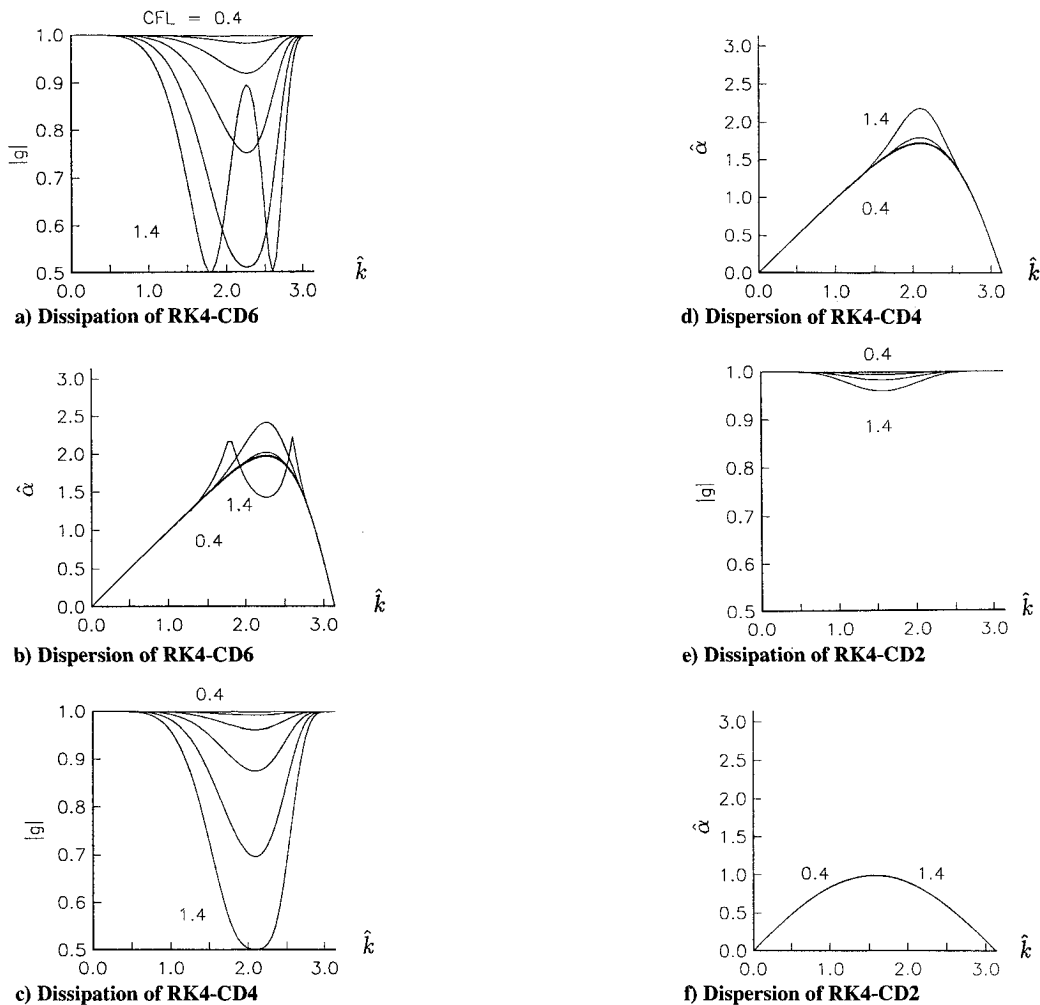 CFL = 0.4
1.0
0.9
0.8
|g|
0.7
0.6
1.4
0.5
k̂
0.0 1.0 2.0 3.0
a) Dissipation of RK4-CD6
3.0
2.5
2.0
α̂
1.5
1.4
1.0
0.4
0.5
0.0
k̂
0.0 1.0 2.0 3.0
b) Dispersion of RK4-CD6
0.4
1.0
0.9
0.8
|g|
0.7
0.6
1.4
0.5
k̂
0.0 1.0 2.0 3.0
c) Dissipation of RK4-CD4
3.0
2.5
2.0
1.4
α̂
1.5
1.0
0.4
0.5
0.0
k̂
0.0 1.0 2.0 3.0
d) Dispersion of RK4-CD4
0.4
1.0
0.9
1.4
0.8
|g|
0.7
0.6
0.5
k̂
0.0 1.0 2.0 3.0
e) Dissipation of RK4-CD2
3.0
2.5
2.0
α̂
1.5
1.0
0.4 1.4
0.5
0.0
k̂
0.0 1.0 2.0 3.0
f) Dispersion of RK4-CD2